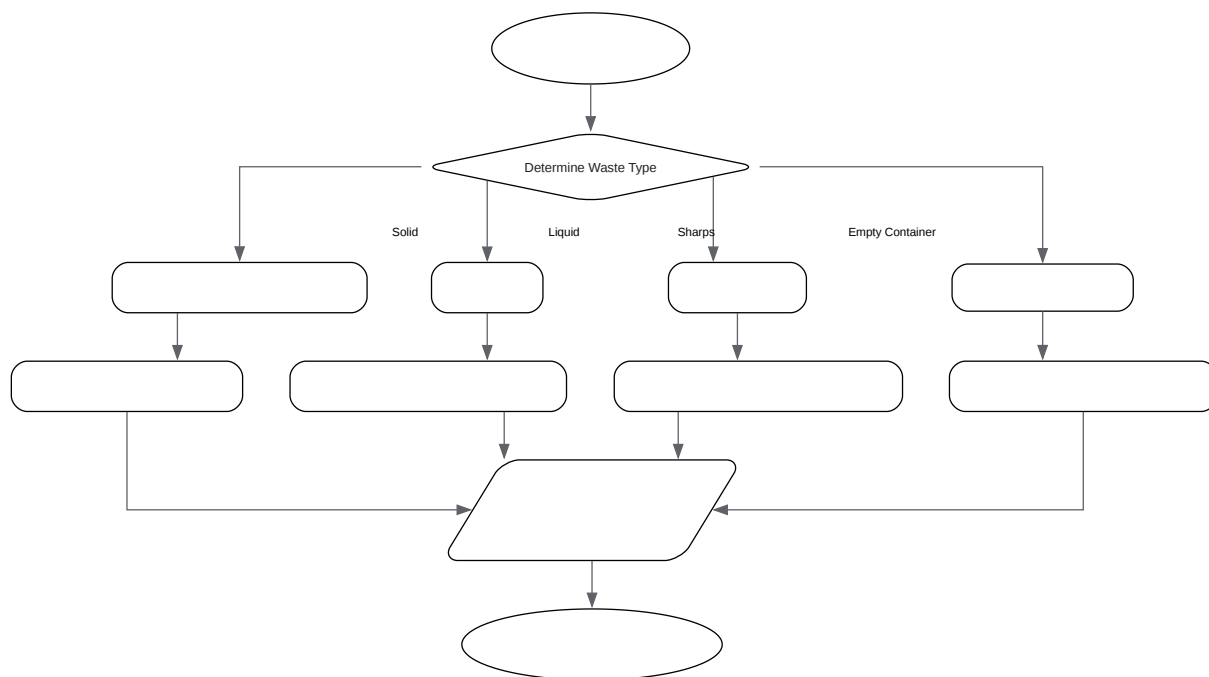 Determine Waste Type
Solid
Liquid
Sharps
Empty Container